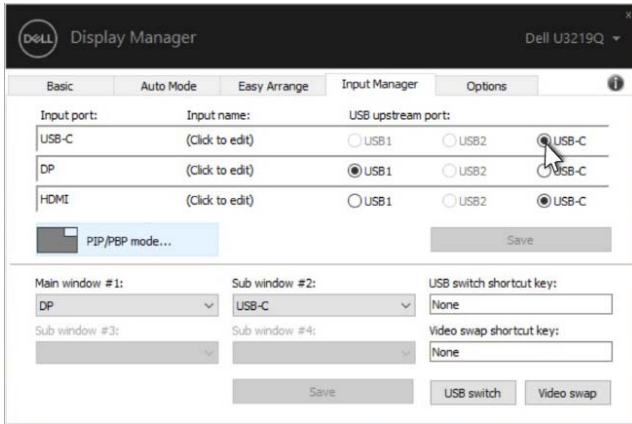 DELL Display Manager Dell U3219Q
x
Basic Auto Mode Easy Arrange Input Manager Options i
Input port: Input name: USB upstream port:
USB-C (Click to edit) USB1 USB2 USB-C
DP (Click to edit) USB1 USB2 USB-C
HDMI (Click to edit) USB1 USB2 USB-C
PIP/PBP mode... Save
Main window #1: Sub window #2: USB switch shortcut key:
DP USB-C None
Sub window #3: Sub window #4: Video swap shortcut key:
None
Save USB switch Video swap